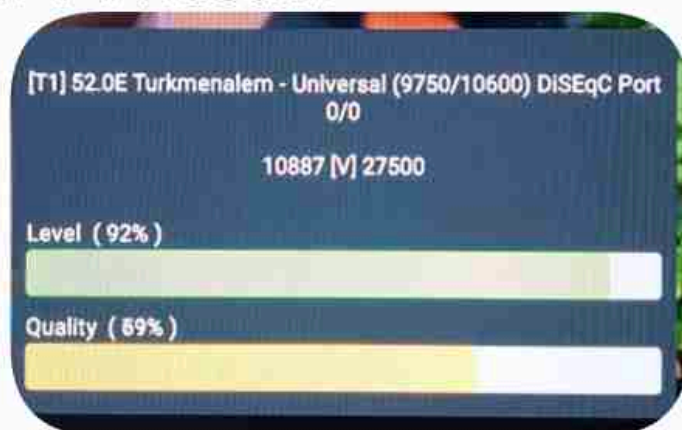 [T1] 52.0E Turkmenalem - Universal (9750/10600) DiSEqC Port
0/0
10887 [V] 27500
Level ( 92% )
Quality ( 69% )